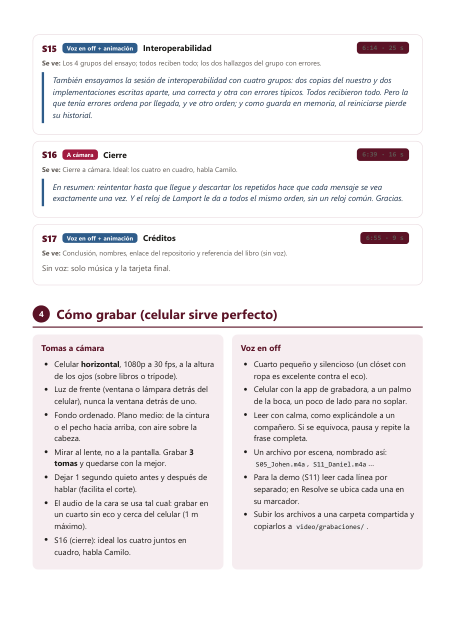 S15 Voz en off + animación Interoperabilidad 6:14 · 25 s
Se ve: Los 4 grupos del ensayo; todos reciben todo; los dos hallazgos del grupo con errores.
También ensayamos la sesión de interoperabilidad con cuatro grupos: dos copias del nuestro y dos
implementaciones escritas aparte, una correcta y otra con errores típicos. Todos recibieron todo. Pero la
que tenía errores ordena por llegada, y ve otro orden; y como guarda en memoria, al reiniciarse pierde
su historial.
S16 A cámara Cierre 6:39 · 16 s
Se ve: Cierre a cámara. Ideal: los cuatro en cuadro, habla Camilo.
En resumen: reintentar hasta que llegue y descartar los repetidos hace que cada mensaje se vea
exactamente una vez. Y el reloj de Lamport le da a todos el mismo orden, sin un reloj común. Gracias.
S17 Voz en off + animación Créditos 6:55 · 9 s
Se ve: Conclusión, nombres, enlace del repositorio y referencia del libro (sin voz).
Sin voz: solo música y la tarjeta final.
4 Cómo grabar (celular sirve perfecto)
Tomas a cámara
• Celular horizontal, 1080p a 30 fps, a la altura
de los ojos (sobre libros o trípode).
• Luz de frente (ventana o lámpara detrás del
celular), nunca la ventana detrás de uno.
• Fondo ordenado. Plano medio: de la cintura
o el pecho hacia arriba, con aire sobre la
cabeza.
• Mirar al lente, no a la pantalla. Grabar 3
tomas y quedarse con la mejor.
• Dejar 1 segundo quieto antes y después de
hablar (facilita el corte).
• El audio de la cara se usa tal cual: grabar en
un cuarto sin eco y cerca del celular (1 m
máximo).
• S16 (cierre): ideal los cuatro juntos en
cuadro, habla Camilo.
Voz en off
• Cuarto pequeño y silencioso (un clóset con
ropa es excelente contra el eco).
• Celular con la app de grabadora, a un palmo
de la boca, un poco de lado para no soplar.
• Leer con calma, como explicándole a un
compañero. Si se equivoca, pausa y repite la
frase completa.
• Un archivo por escena, nombrado así:
S05_Johen.m4a, S11_Daniel.m4a ...
• Para la demo (S11) leer cada línea por
separado; en Resolve se ubica cada una en
su marcador.
• Subir los archivos a una carpeta compartida y
copiarlos a video/grabaciones/ .